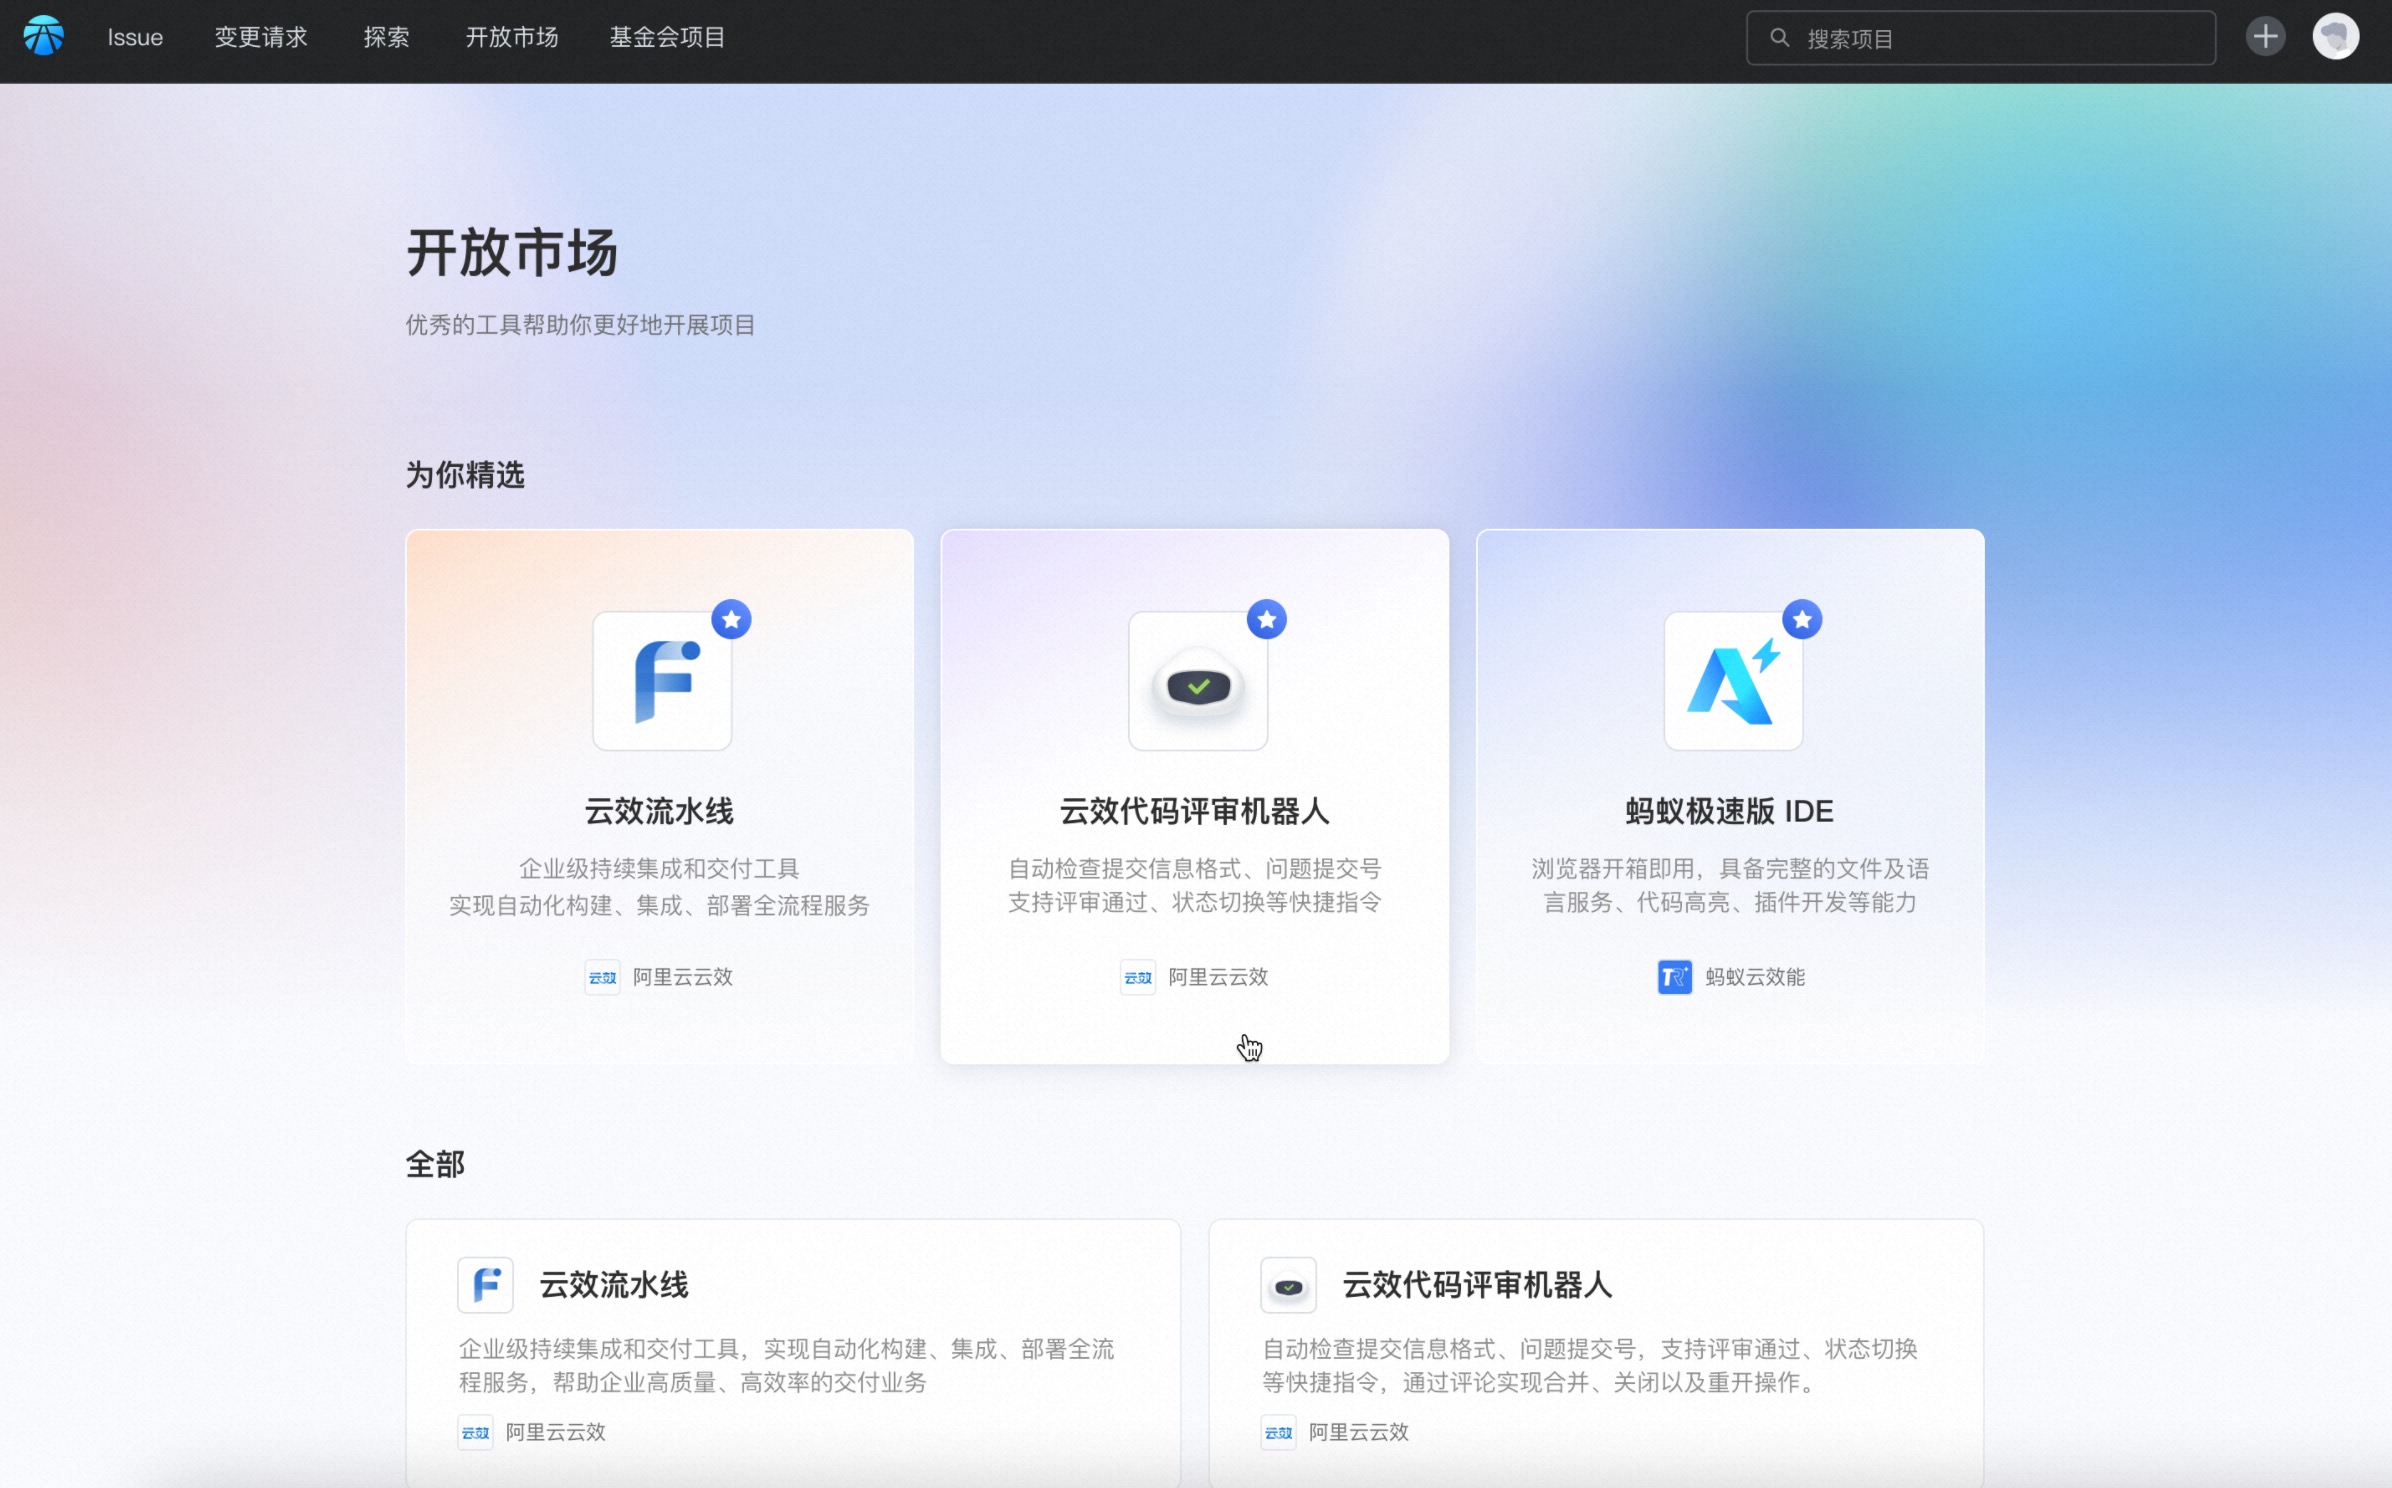 Issue
变更请求
探索
开放市场
基金会项目
搜索项目
开放市场
优秀的工具帮助你更好地开展项目
为你精选
云效流水线
企业级持续集成和交付工具
实现自动化构建、集成、部署全流程服务
云效
阿里云云效
云效代码评审机器人
自动检查提交信息格式、问题提交号
支持评审通过、状态切换等快捷指令
云效
阿里云云效
蚂蚁极速版 IDE
浏览器开箱即用，具备完整的文件及语
言服务、代码高亮、插件开发等能力
TR
蚂蚁云效能
全部
云效流水线
企业级持续集成和交付工具，实现自动化构建、集成、部署全流
程服务，帮助企业高质量、高效率的交付业务
云效
阿里云云效
云效代码评审机器人
自动检查提交信息格式、问题提交号，支持评审通过、状态切换
等快捷指令，通过评论实现合并、关闭以及重开操作。
云效
阿里云云效